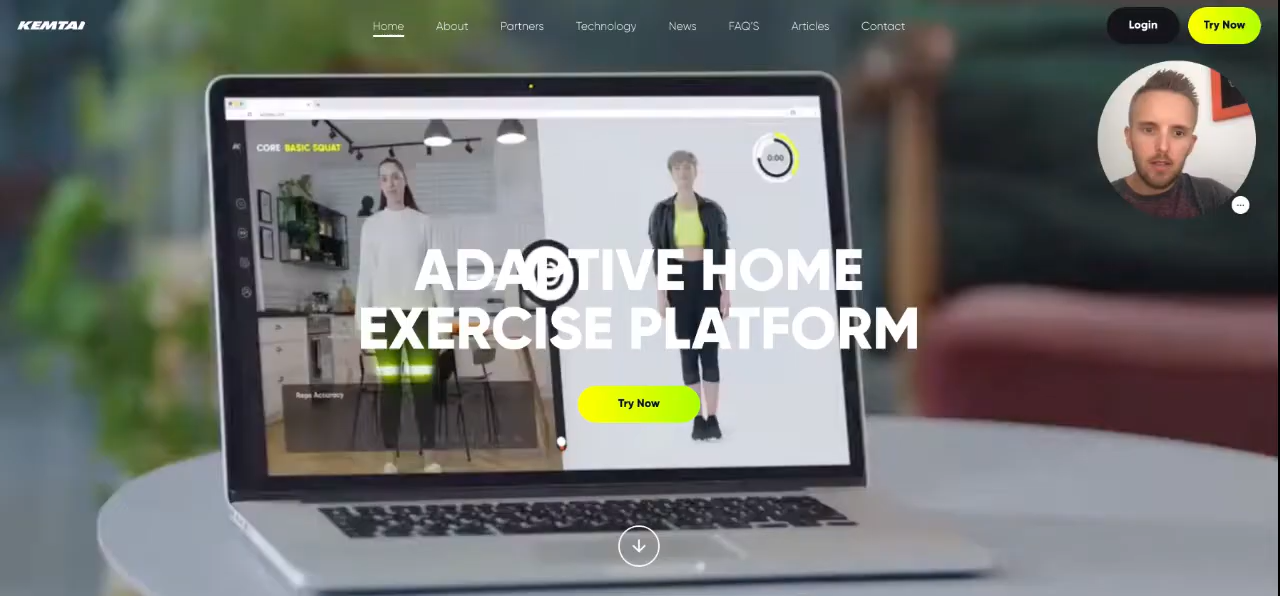 KEMTAI
Home
About
Partners
Technology
News
FAQ'S
Articles
Contact
Login
Try Now
CORE BASIC SQUAT
0:00
ADAPTIVE HOME
EXERCISE PLATFORM
Reps Accuracy
Try Now